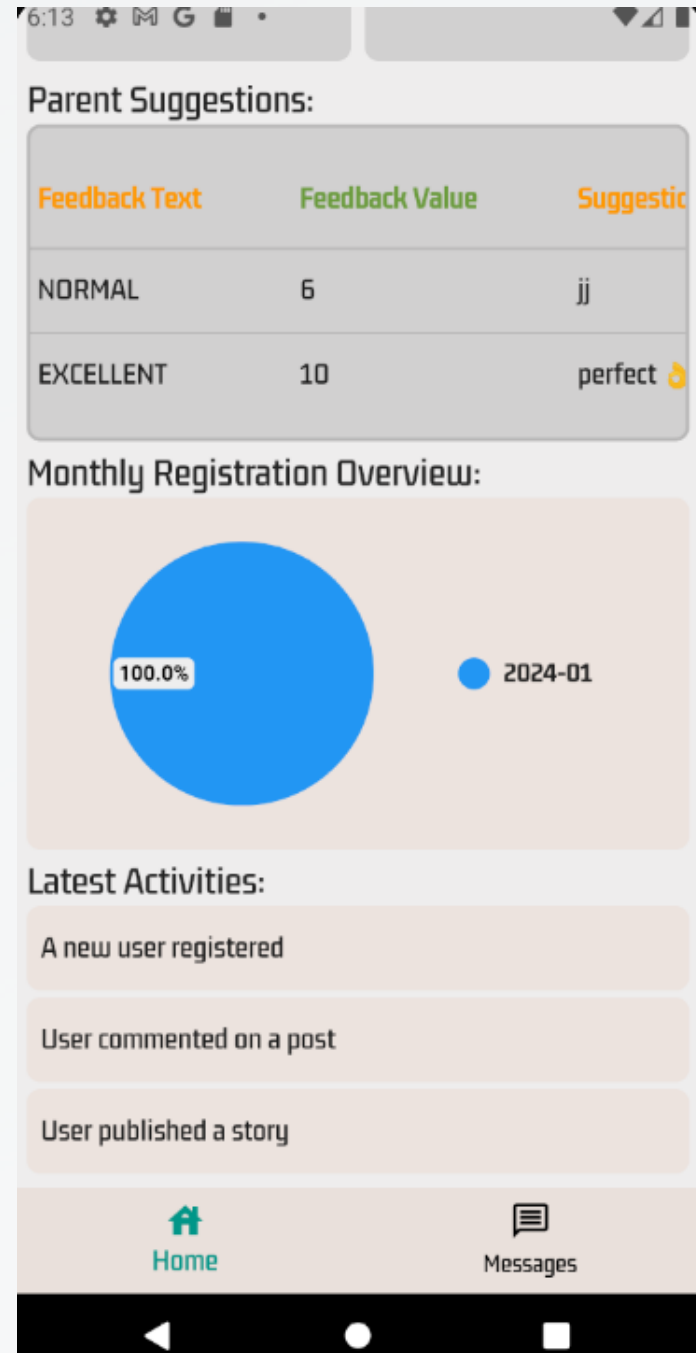 6:13
Parent Suggestions:
Feedback Text Feedback Value Suggestic
NORMAL 6 jj
EXCELLENT 10 perfect 👌
Monthly Registration Overview:
100.0% 2024-01
Latest Activities:
A new user registered
User commented on a post
User published a story
Home Messages